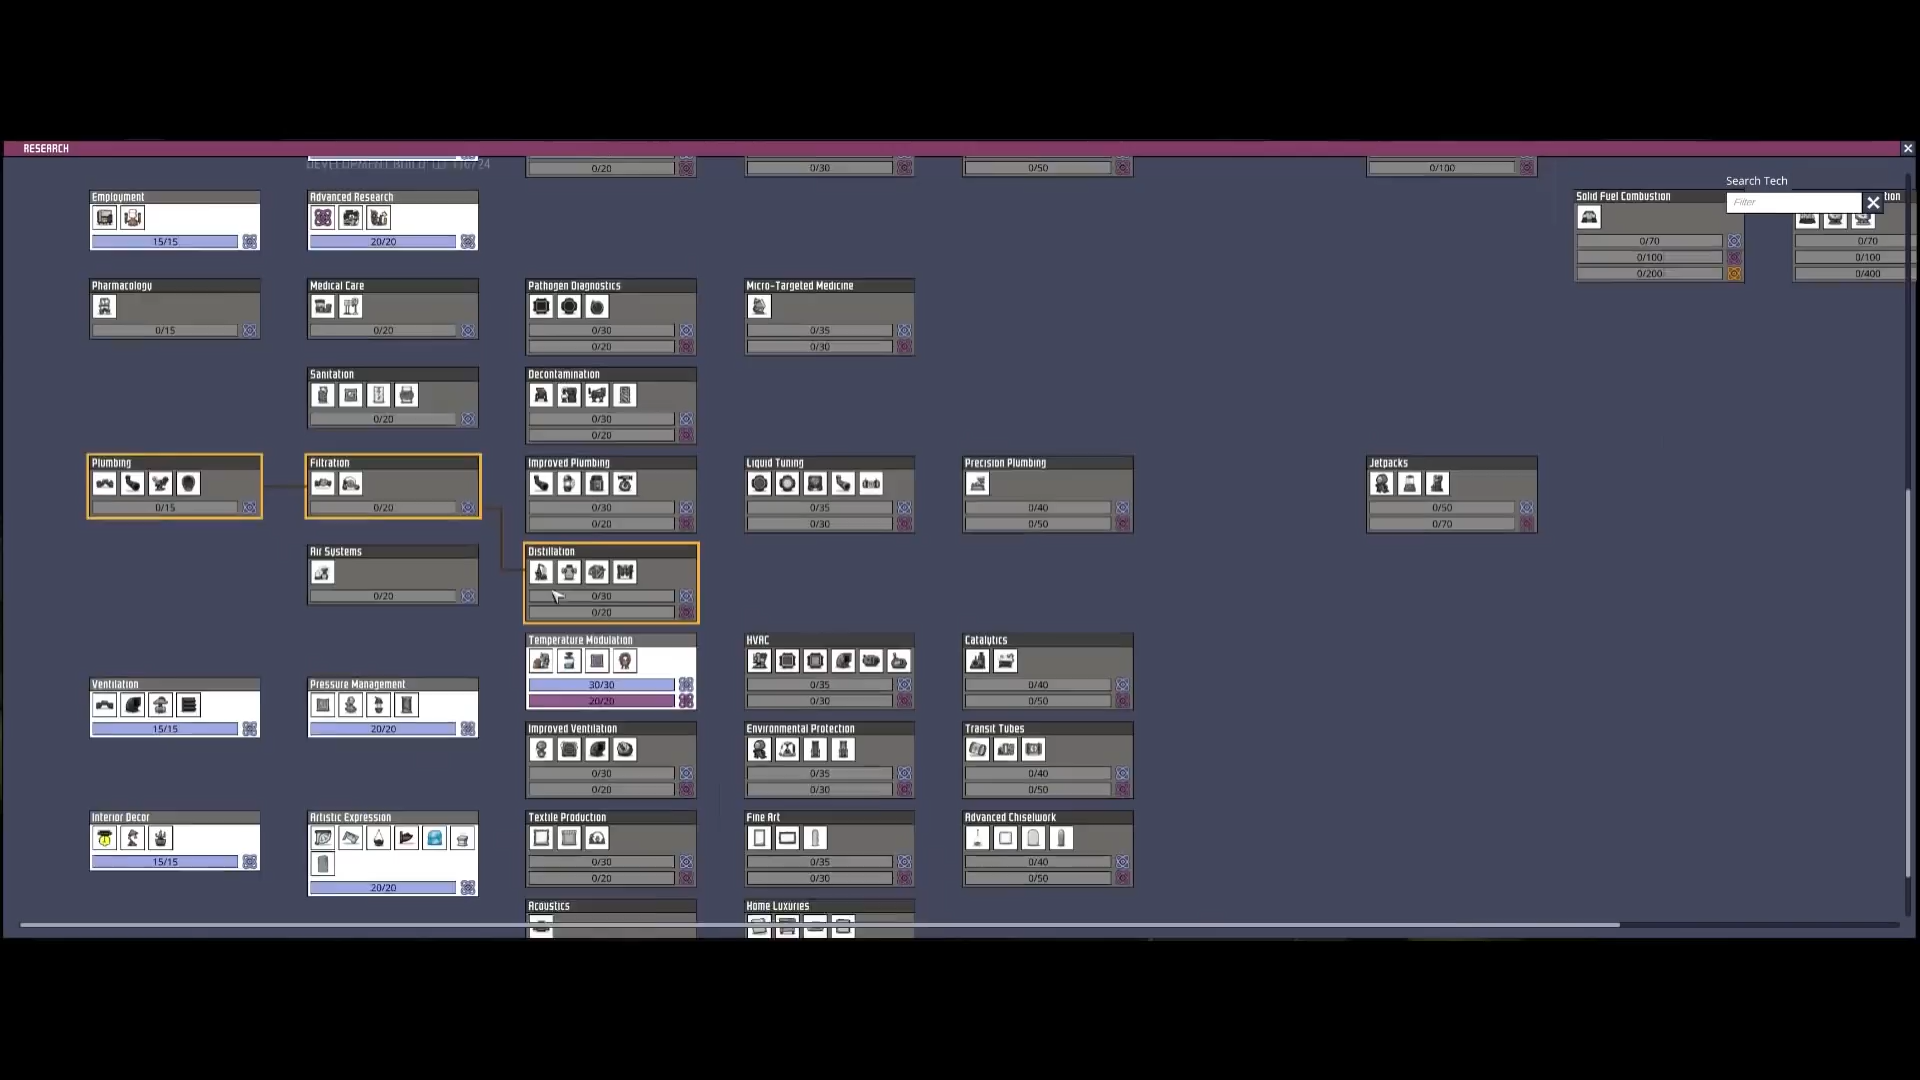 RESEARCH
DEVELOPMENT BUILD
0/20
0/30
0/50
0/100
Search Tech
Filter
Employment
15/15
Advanced Research
20/20
Solid Fuel Combustion
0/70
0/100
0/200
tion
0/70
0/100
0/400
Pharmacology
0/15
Medical Care
0/20
Pathogen Diagnostics
0/30
0/20
Micro-Targeted Medicine
0/35
0/30
Sanitation
0/20
Decontamination
0/30
0/20
Plumbing
0/15
Filtration
0/20
Improved Plumbing
0/30
0/20
Liquid Tuning
0/35
0/30
Precision Plumbing
0/40
0/50
Jetpacks
0/50
0/70
Air Systems
0/20
Distillation
0/30
0/20
Temperature Modulation
30/30
20/20
HVAC
0/35
0/30
Catalytics
0/40
0/50
Ventilation
15/15
Pressure Management
20/20
Improved Ventilation
0/30
0/20
Environmental Protection
0/35
0/30
Transit Tubes
0/40
0/50
Interior Decor
15/15
Artistic Expression
20/20
Textile Production
0/30
0/20
Fine Art
0/35
0/30
Advanced Chiselwork
0/40
0/50
Acoustics
Home Luxuries